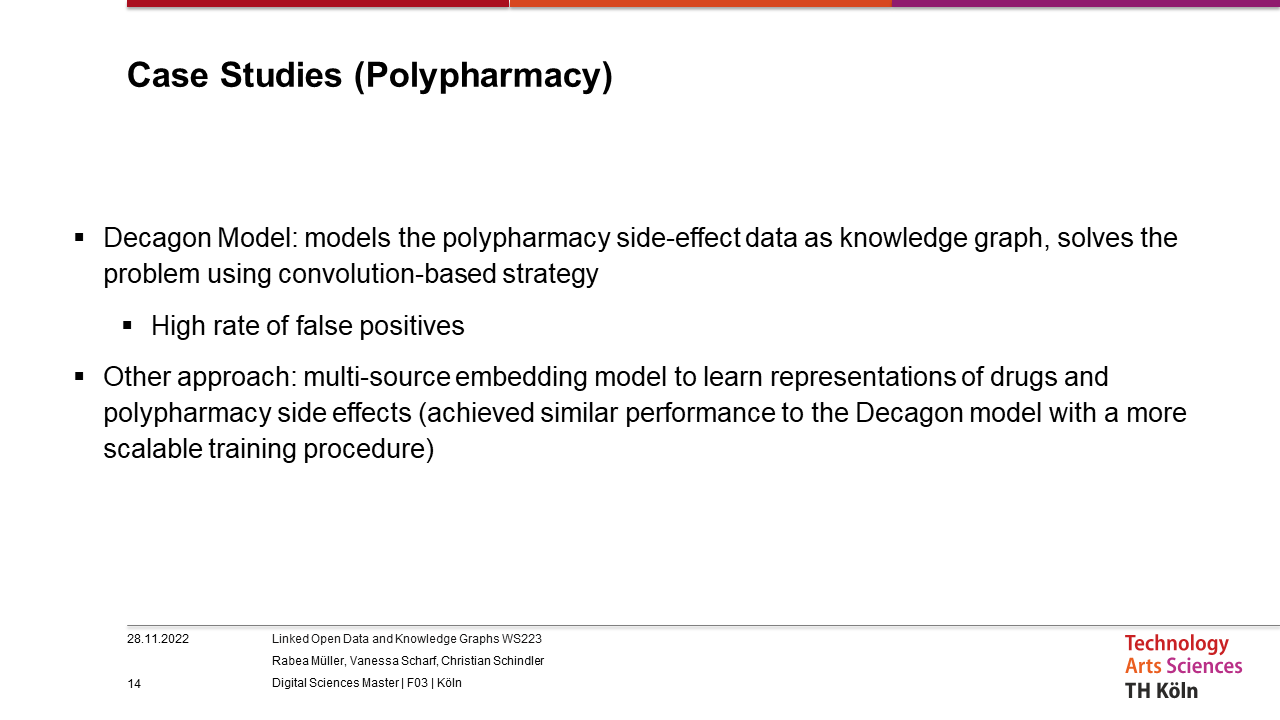 Case Studies (Polypharmacy)
▪ Decagon Model: models the polypharmacy side-effect data as knowledge graph, solves the
problem using convolution-based strategy
▪ High rate of false positives
▪ Other approach: multi-source embedding model to learn representations of drugs and
polypharmacy side effects (achieved similar performance to the Decagon model with a more
scalable training procedure)
28.11.2022
Linked Open Data and Knowledge Graphs WS223
Rabea Müller, Vanessa Scharf, Christian Schindler
14
Digital Sciences Master | F03 | Köln
Technology
Arts Sciences
TH Köln